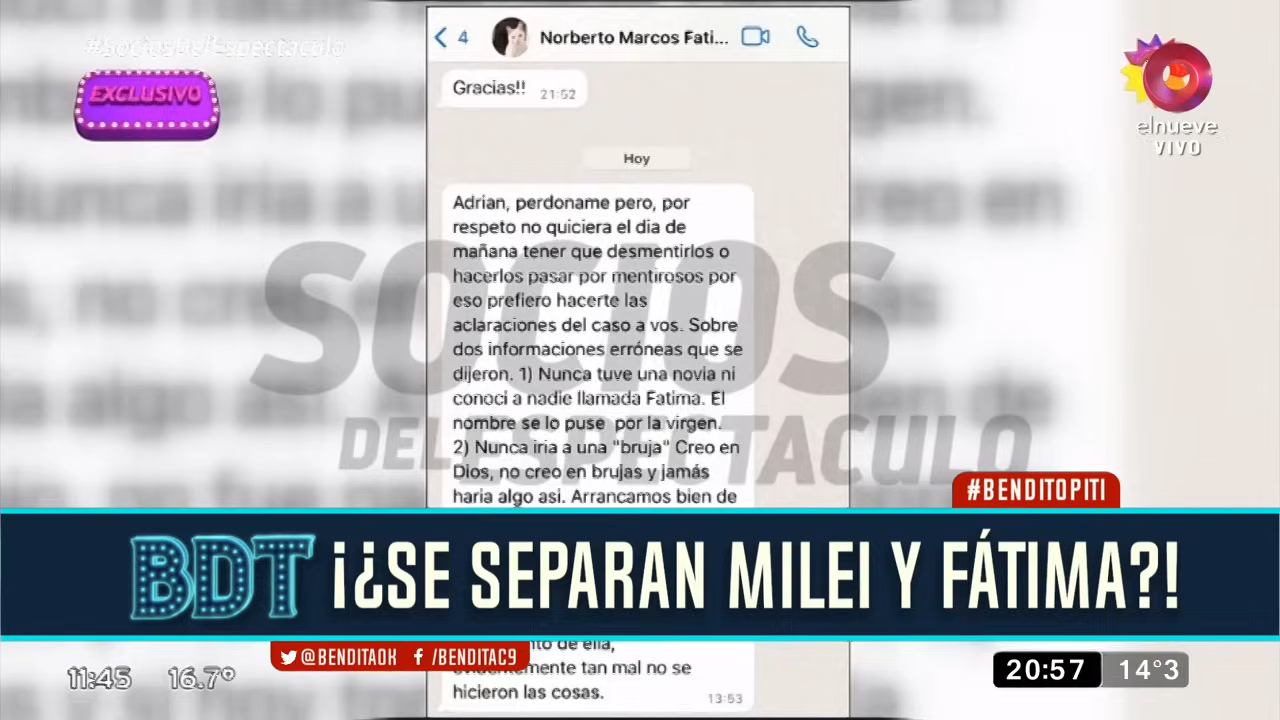 #sociosdelespectaculo
EXCLUSIVO
4
Norberto Marcos Fati...
elnueve
VIVO
Gracias!! 21:52
Hoy
Adrian, perdoname pero, por
respeto no quiciera el dia de
mañana tener que desmentirlos o
hacerlos pasar por mentirosos por
eso prefiero hacerte las
aclaraciones del caso a vos. Sobre
dos informaciones erróneas que se
dijeron. 1) Nunca tuve una novia ni
conoci a nadie llamada Fatima. El
nombre se lo puse por la virgen.
2) Nunca iria a una "bruja" Creo en
Dios, no creo en brujas y jamás
haria algo asi. Arrancamos bien de
SOCIOS
DEL ESPECTACULO
#BENDITOPITI
BDT ¡¿SE SEPARAN MILEI Y FÁTIMA?!
de ella,
@BENDITAOK /BENDITAC9
tan mal no se
hicieron las cosas.
13:53
11:45 16.7°
20:57 14°3